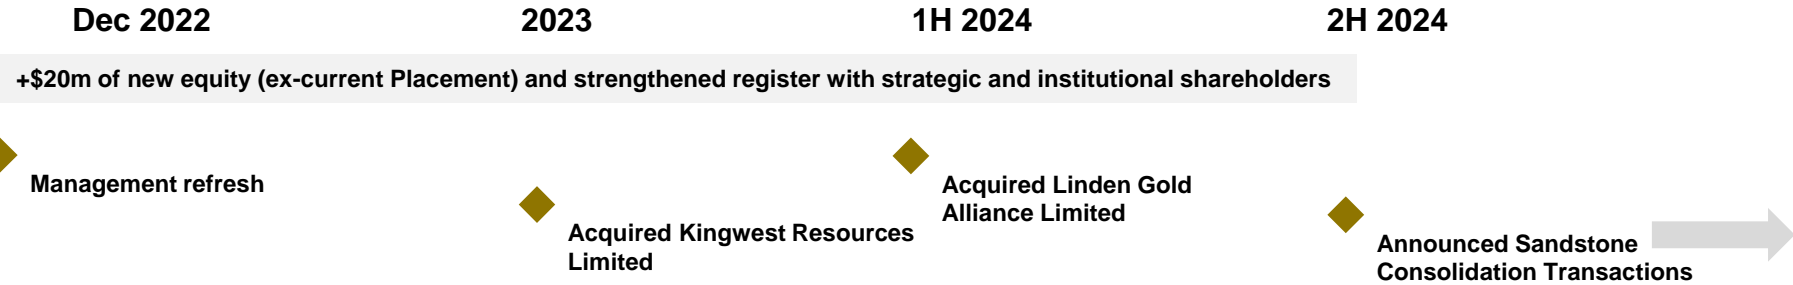 Dec 2022
2023
1H 2024
2H 2024
+$20m of new equity (ex-current Placement) and strengthened register with strategic and institutional shareholders
Management refresh
Acquired Kingwest Resources
Limited
Acquired Linden Gold
Alliance Limited
Announced Sandstone
Consolidation Transactions